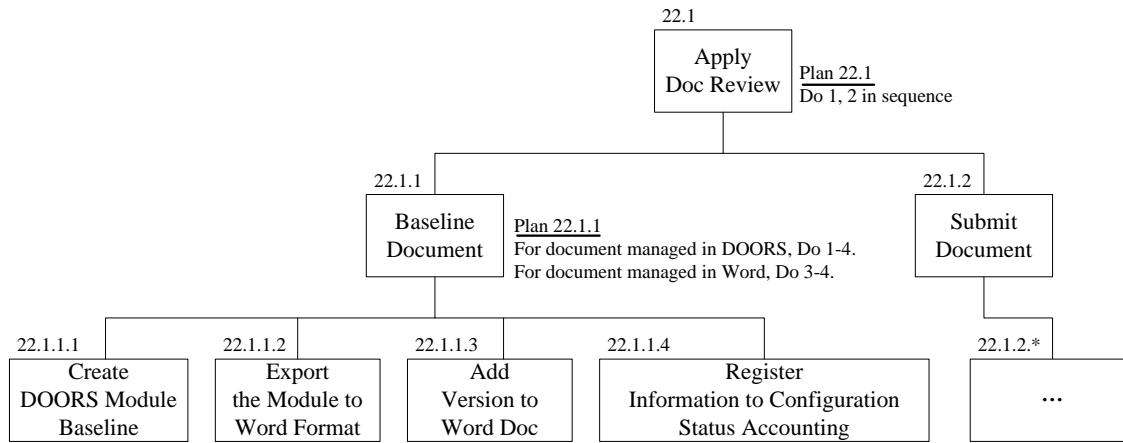 22.1
Apply
Doc Review
Plan 22.1
Do 1, 2 in sequence
22.1.1
Baseline
Document
Plan 22.1.1
For document managed in DOORS, Do 1-4.
For document managed in Word, Do 3-4.
22.1.2
Submit
Document
22.1.1.1
Create
DOORS Module
Baseline
22.1.1.2
Export
the Module to
Word Format
22.1.1.3
Add
Version to
Word Doc
22.1.1.4
Register
Information to Configuration
Status Accounting
22.1.2.*
...